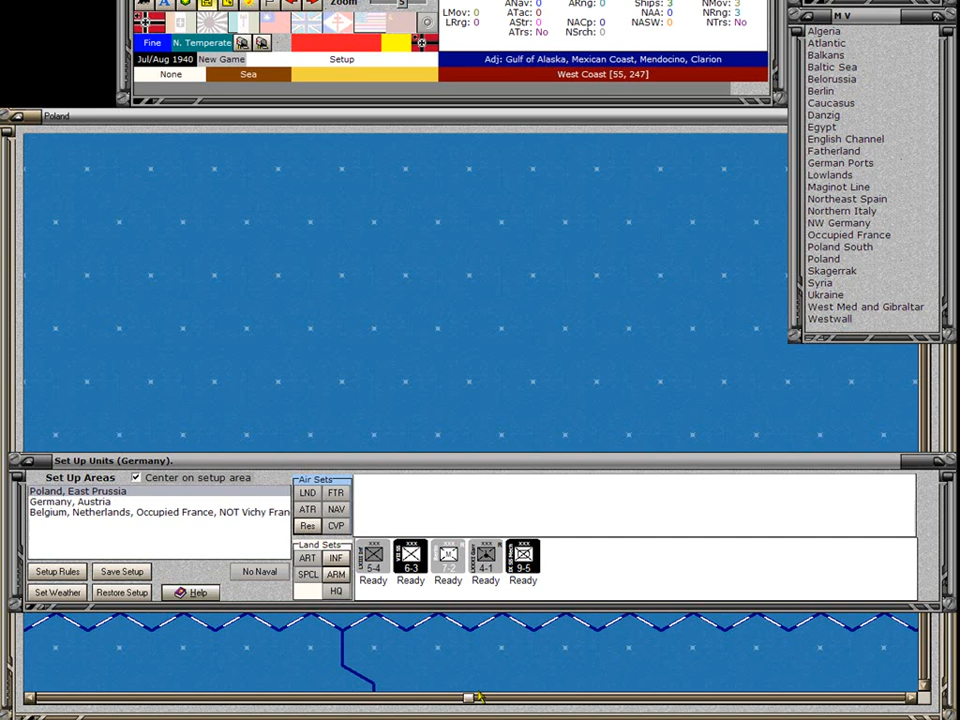 Zoom
ANav: 0
ARng: 0
Ships: 3
NMov: 3
LMov: 0
ATac: 0
NAA: 0
NRng: 3
LRrg: 0
AStr: 0
NACp: 0
NASW: 0
NTrs: No
ATrs: No
NSrch: 0
Fine
N. Temperate
Jul/Aug 1940
New Game
Setup
Adj: Gulf of Alaska, Mexican Coast, Mendocino, Clarion
None
Sea
West Coast [55, 247]
M V
Algeria
Atlantic
Balkans
Baltic Sea
Belorussia
Berlin
Caucasus
Danzig
Egypt
English Channel
Fatherland
German Ports
Lowlands
Maginot Line
Northeast Spain
Northern Italy
NW Germany
Occupied France
Poland South
Poland
Skagerrak
Syria
Ukraine
West Med and Gibraltar
Westwall
Poland
Set Up Units (Germany).
Set Up Areas
Center on setup area
Poland, East Prussia
Germany, Austria
Belgium, Netherlands, Occupied France, NOT Vichy Fran
Setup Rules
Save Setup
No Naval
Set Weather
Restore Setup
Help
Air Sets
LND
FTR
ATR
NAV
Res
CVP
Land Sets
ART
INF
SPCL
ARM
HQ
XXX
5-4
XXX
6-3
XXX
7-2
XXX
4-1
XXX
9-5
Ready
Ready
Ready
Ready
Ready